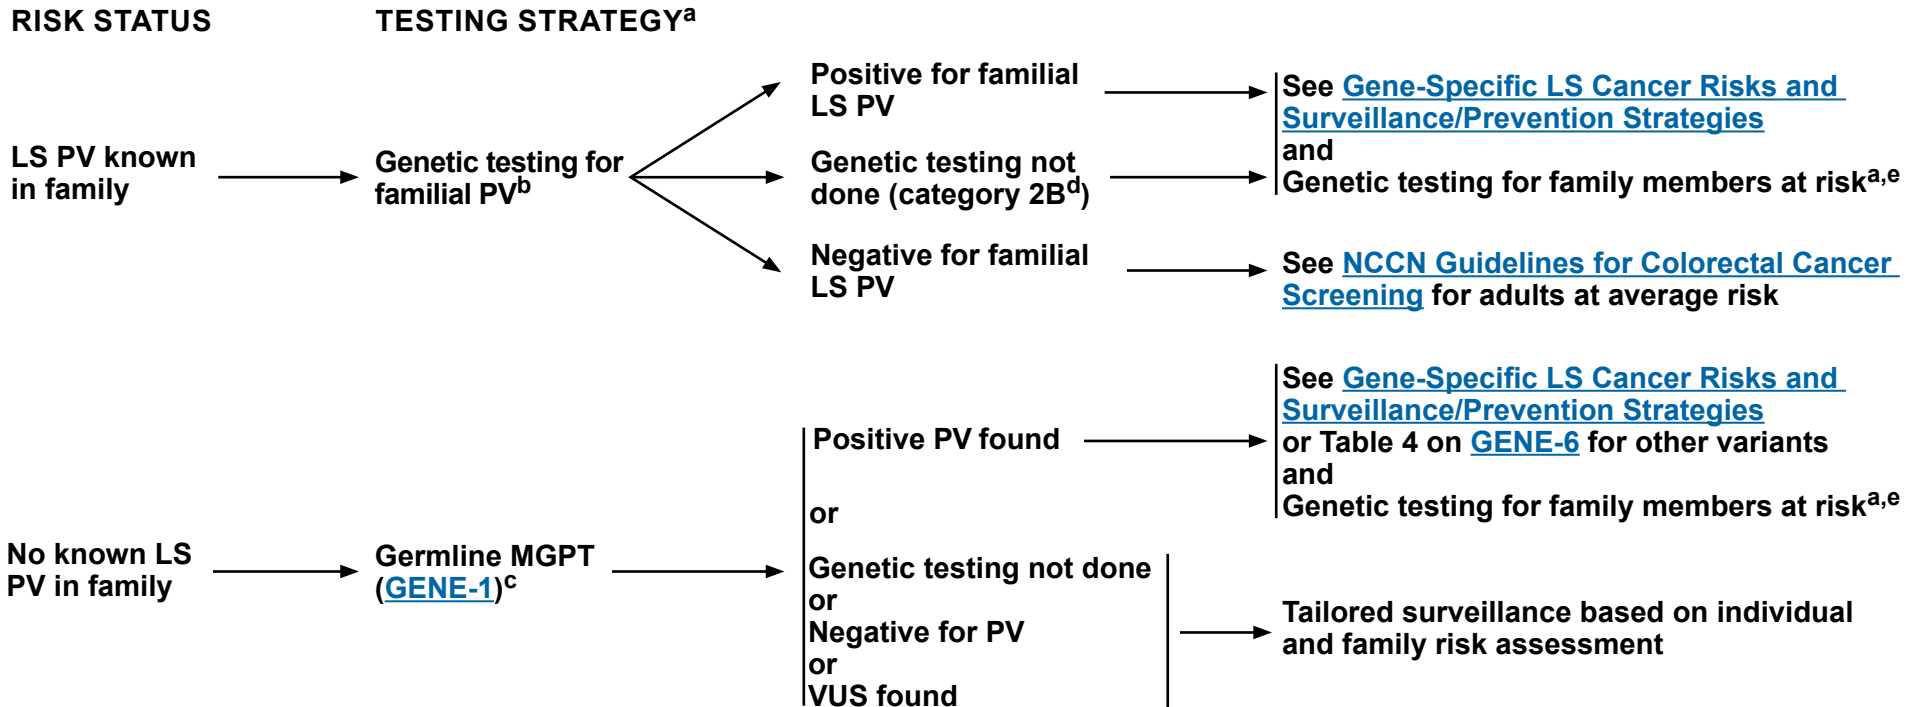 RISK STATUS
TESTING STRATEGYa
LS PV known
in family
Genetic testing for
familial PVb
Positive for familial
LS PV
See Gene-Specific LS Cancer Risks and
Surveillance/Prevention Strategies
and
Genetic testing for family members at riska,e
Genetic testing not
done (category 2Bd)
Negative for familial
LS PV
See NCCN Guidelines for Colorectal Cancer
Screening for adults at average risk
No known LS
PV in family
Germline MGPT
(GENE-1)c
Positive PV found
See Gene-Specific LS Cancer Risks and
Surveillance/Prevention Strategies
or Table 4 on GENE-6 for other variants
and
Genetic testing for family members at riska,e
or
Genetic testing not done
or
Negative for PV
or
VUS found
Tailored surveillance based on individual
and family risk assessment